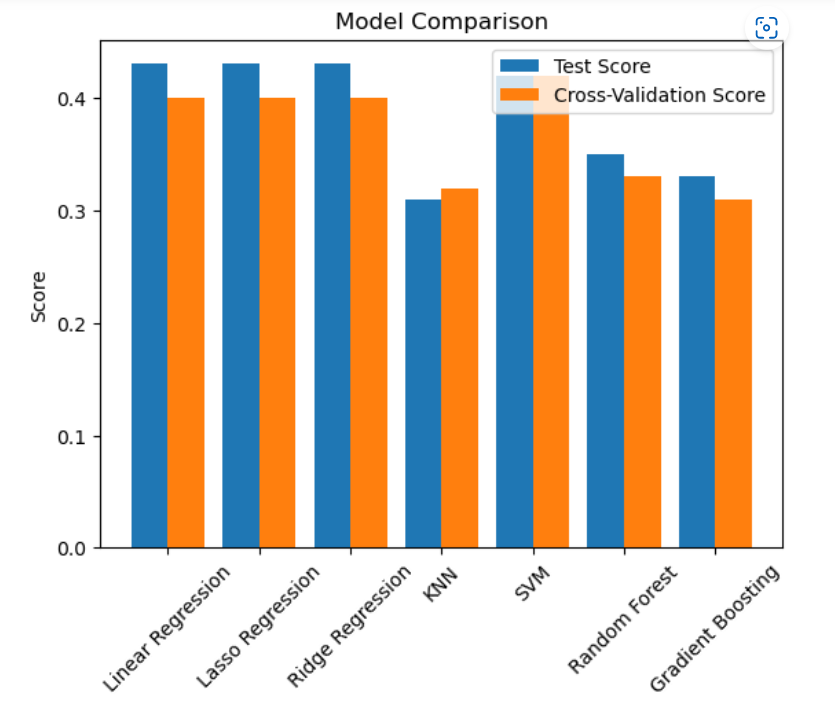 Model Comparison
Test Score
Cross-Validation Score
Score
0.4
0.3
0.2
0.1
0.0
Linear Regression
Lasso Regression
Ridge Regression
KNN
SVM
Random Forest
Gradient Boosting